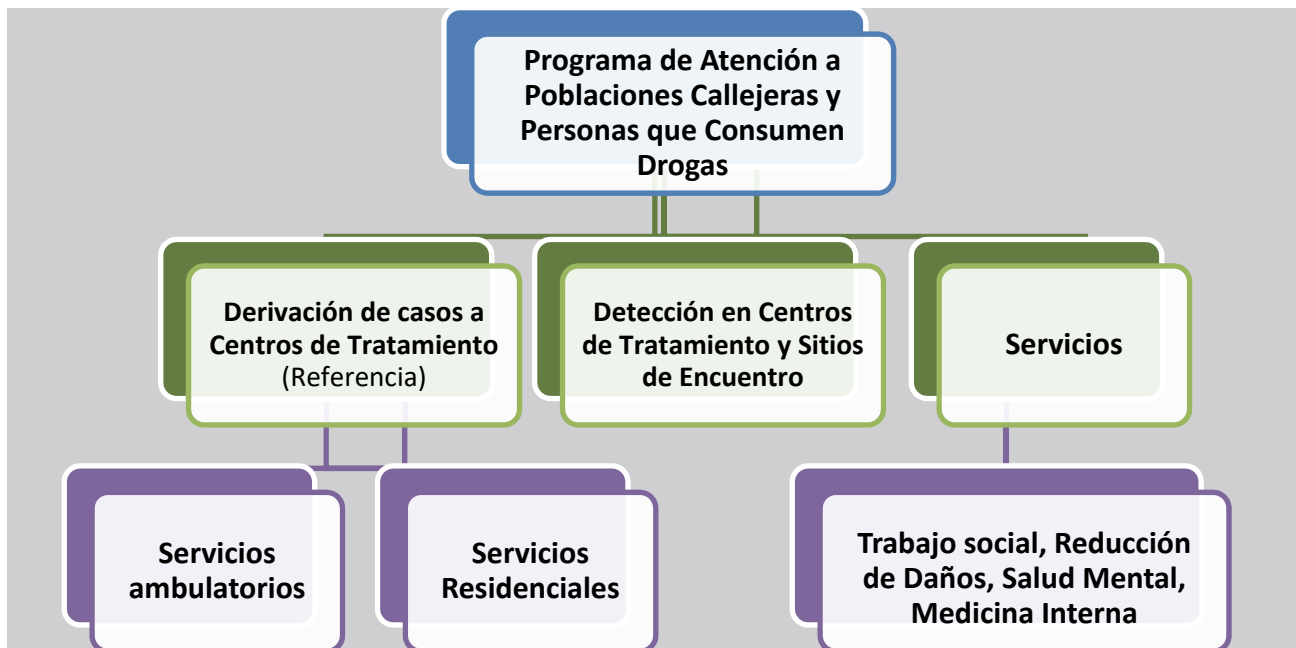 Programa de Atención a
Poblaciones Callejeras y
Personas que Consumen
Drogas
Derivación de casos a
Centros de Tratamiento
(Referencia)
Detección en Centros
de Tratamiento y Sitios
de Encuentro
Servicios
Servicios
ambulatorios
Servicios
Residenciales
Trabajo social, Reducción
de Daños, Salud Mental,
Medicina Interna